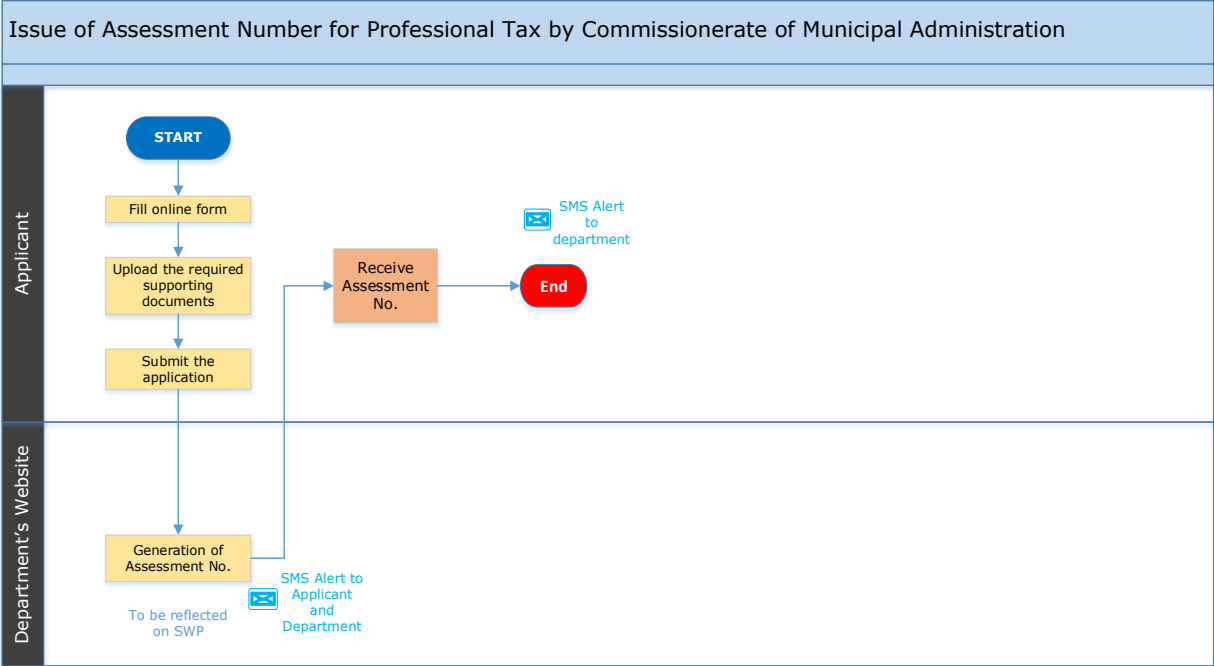 Issue of Assessment Number for Professional Tax by Commissionerate of Municipal Administration
Applicant
START
Fill online form
Upload the required
supporting
documents
Submit the
application
Receive
Assessment
No.
SMS Alert
to
department
End
Department's Website
Generation of
Assessment No.
To be reflected
on SWP
SMS Alert to
Applicant
and
Department